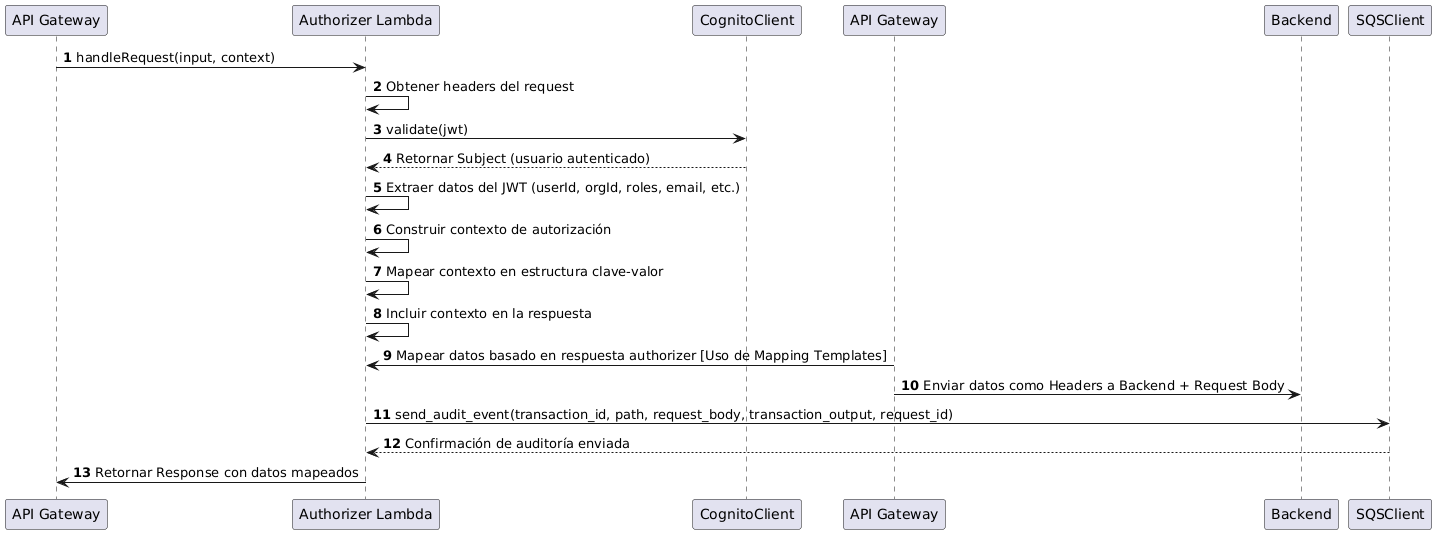 API Gateway
Authorizer Lambda
CognitoClient
API Gateway
Backend
SQSClient
1 handleRequest(input, context)
2 Obtener headers del request
3 validate(jwt)
4 Retornar Subject (usuario autenticado)
5 Extraer datos del JWT (userId, orgId, roles, email, etc.)
6 Construir contexto de autorización
7 Mapear contexto en estructura clave-valor
8 Incluir contexto en la respuesta
9 Mapear datos basado en respuesta authorizer [Uso de Mapping Templates]
10 Enviar datos como Headers a Backend + Request Body
11 send_audit_event(transaction_id, path, request_body, transaction_output, request_id)
12 Confirmación de auditoría enviada
13 Retornar Response con datos mapeados
API Gateway
Authorizer Lambda
CognitoClient
API Gateway
Backend
SQSClient